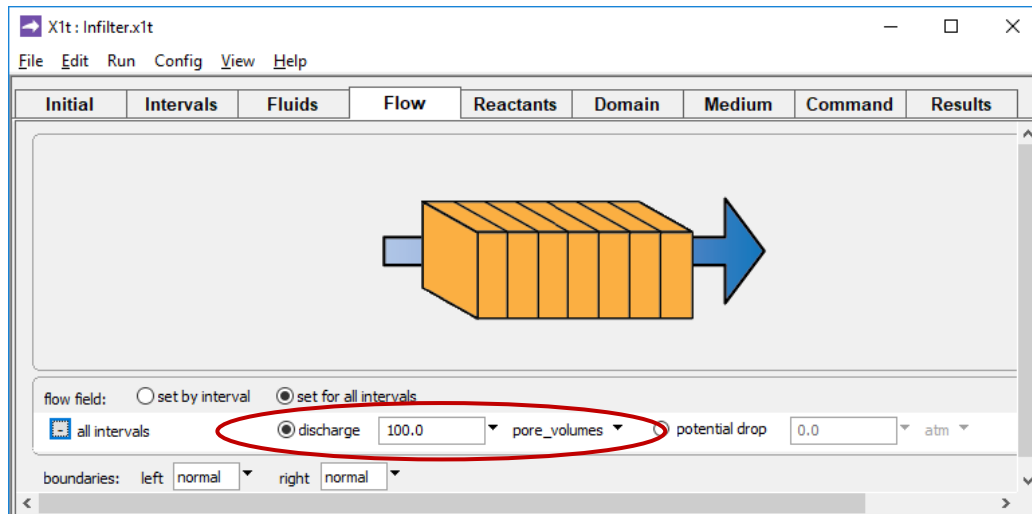 X1t : Infilter.x1t
File Edit Run Config View Help
Initial Intervals Fluids Flow Reactants Domain Medium Command Results
flow field: set by interval set for all intervals
- all intervals discharge 100.0 pore_volumes potential drop 0.0 atm
boundaries: left normal right normal